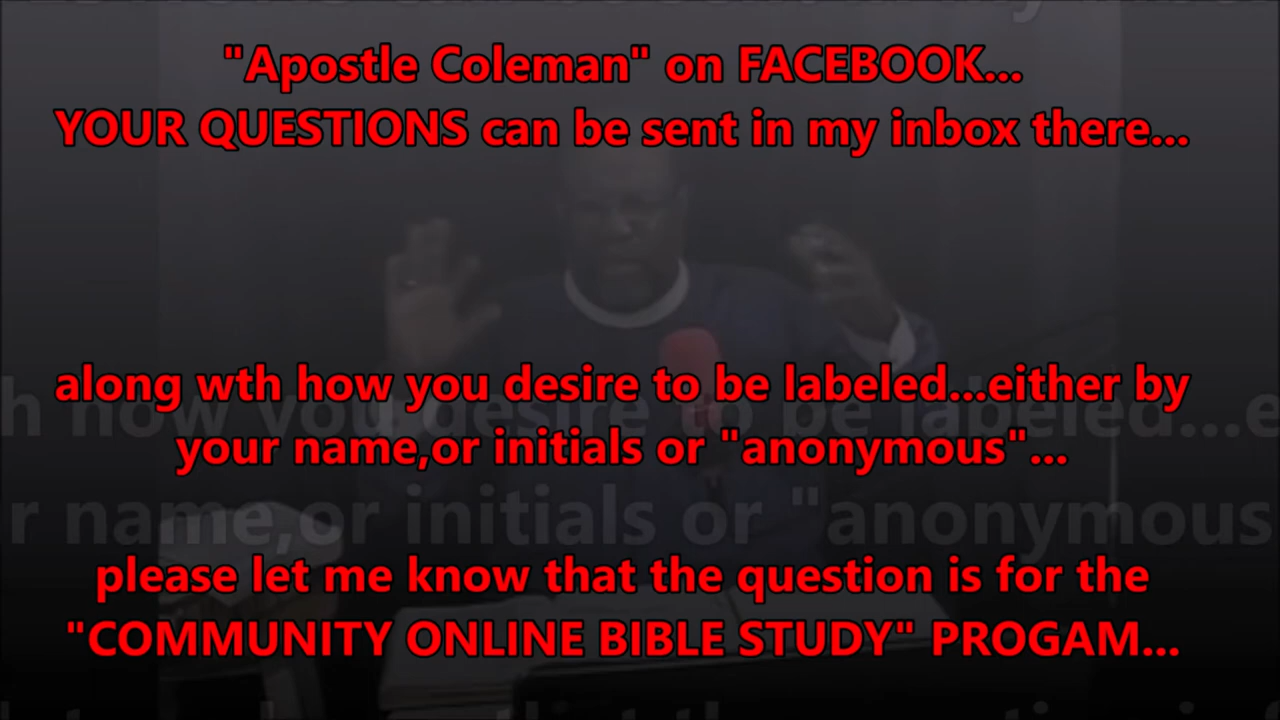 "Apostle Coleman" on FACEBOOK...
YOUR QUESTIONS can be sent in my inbox there...
along wth how you desire to be labeled...either by
your name,or initials or "anonymous"...
please let me know that the question is for the
"COMMUNITY ONLINE BIBLE STUDY" PROGAM...